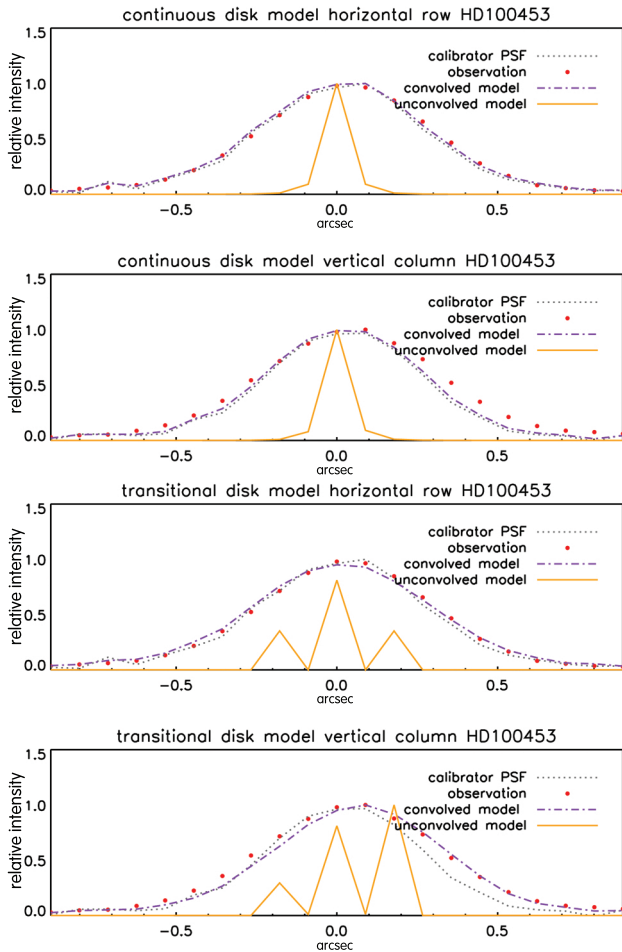 continuous disk model horizontal row HD100453
1.5
calibrator PSF
observation
1.0
convolved model
unconvolved model
relative intensity
0.5
0.0
−0.5 0.0 0.5
arcsec
continuous disk model vertical column HD100453
1.5
calibrator PSF
observation
1.0
convolved model
unconvolved model
relative intensity
0.5
0.0
−0.5 0.0 0.5
arcsec
transitional disk model horizontal row HD100453
1.5
calibrator PSF
observation
1.0
convolved model
unconvolved model
relative intensity
0.5
0.0
−0.5 0.0 0.5
arcsec
transitional disk model vertical column HD100453
1.5
calibrator PSF
observation
1.0
convolved model
unconvolved model
relative intensity
0.5
0.0
−0.5 0.0 0.5
arcsec